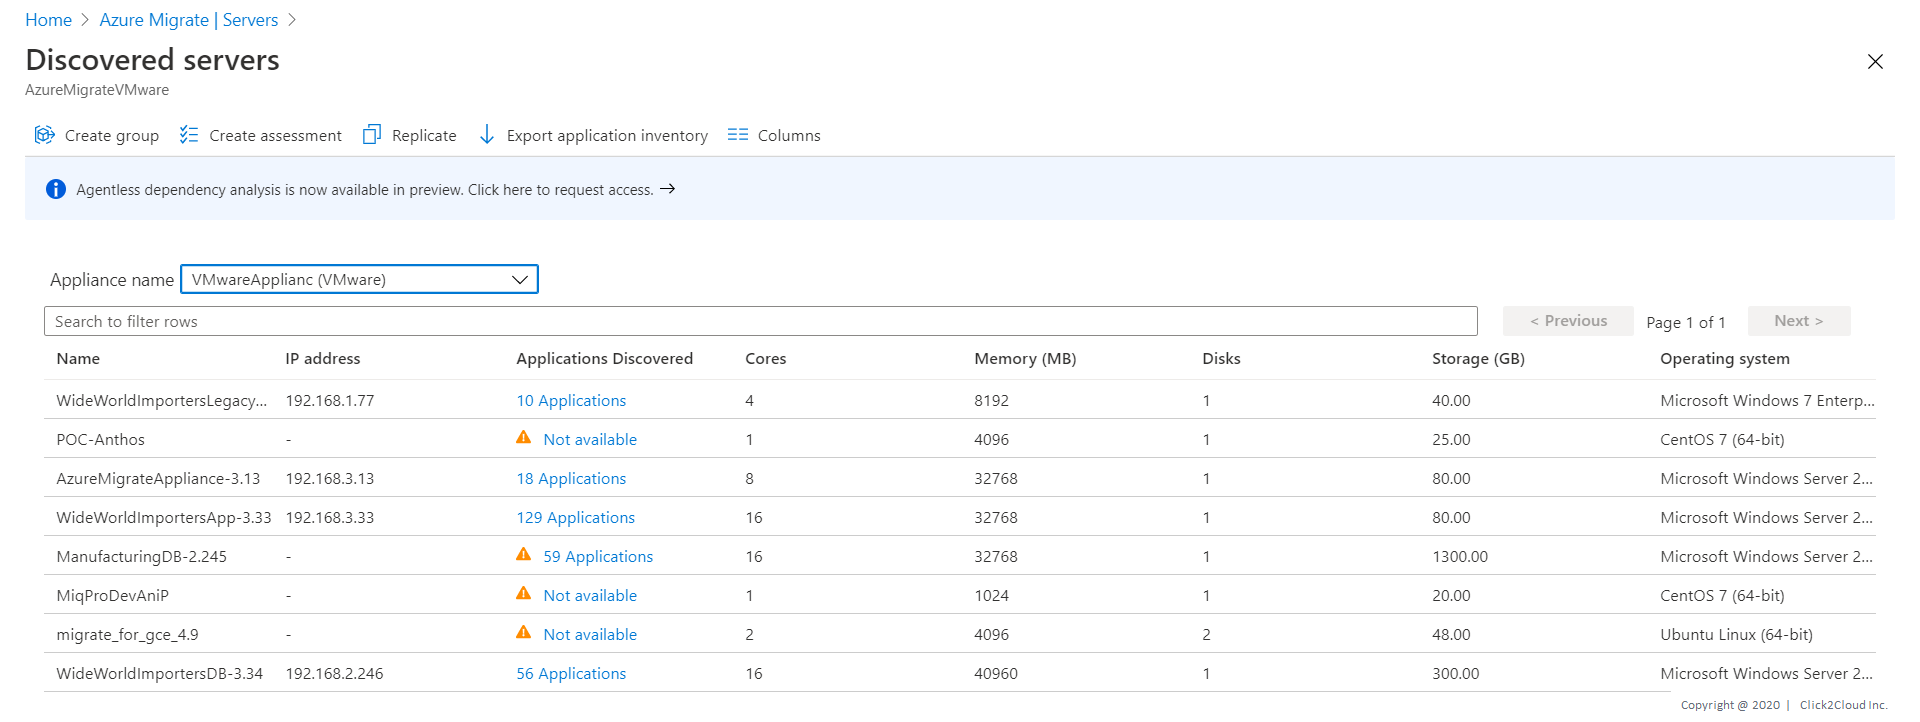 Home > Azure Migrate | Servers >
Discovered servers
AzureMigrateVMware
Create group Create assessment Replicate Export application inventory Columns
Agentless dependency analysis is now available in preview. Click here to request access. →
Appliance name VMwareApplianc (VMware)
Search to filter rows < Previous Page 1 of 1 Next >
Name IP address Applications Discovered Cores Memory (MB) Disks Storage (GB) Operating system
WideWorldImportersLegacy... 192.168.1.77 10 Applications 4 8192 1 40.00 Microsoft Windows 7 Enterp...
POC-Anthos - Not available 1 4096 1 25.00 CentOS 7 (64-bit)
AzureMigrateAppliance-3.13 192.168.3.13 18 Applications 8 32768 1 80.00 Microsoft Windows Server 2...
WideWorldImportersApp-3.33 192.168.3.33 129 Applications 16 32768 1 80.00 Microsoft Windows Server 2...
ManufacturingDB-2.245 - 59 Applications 16 32768 1 1300.00 Microsoft Windows Server 2...
MiqProDevAniP - Not available 1 1024 1 20.00 CentOS 7 (64-bit)
migrate_for_gce_4.9 - Not available 2 4096 2 48.00 Ubuntu Linux (64-bit)
WideWorldImportersDB-3.34 192.168.2.246 56 Applications 16 40960 1 300.00 Microsoft Windows Server 2...
Copyright @ 2020 | Click2Cloud Inc.